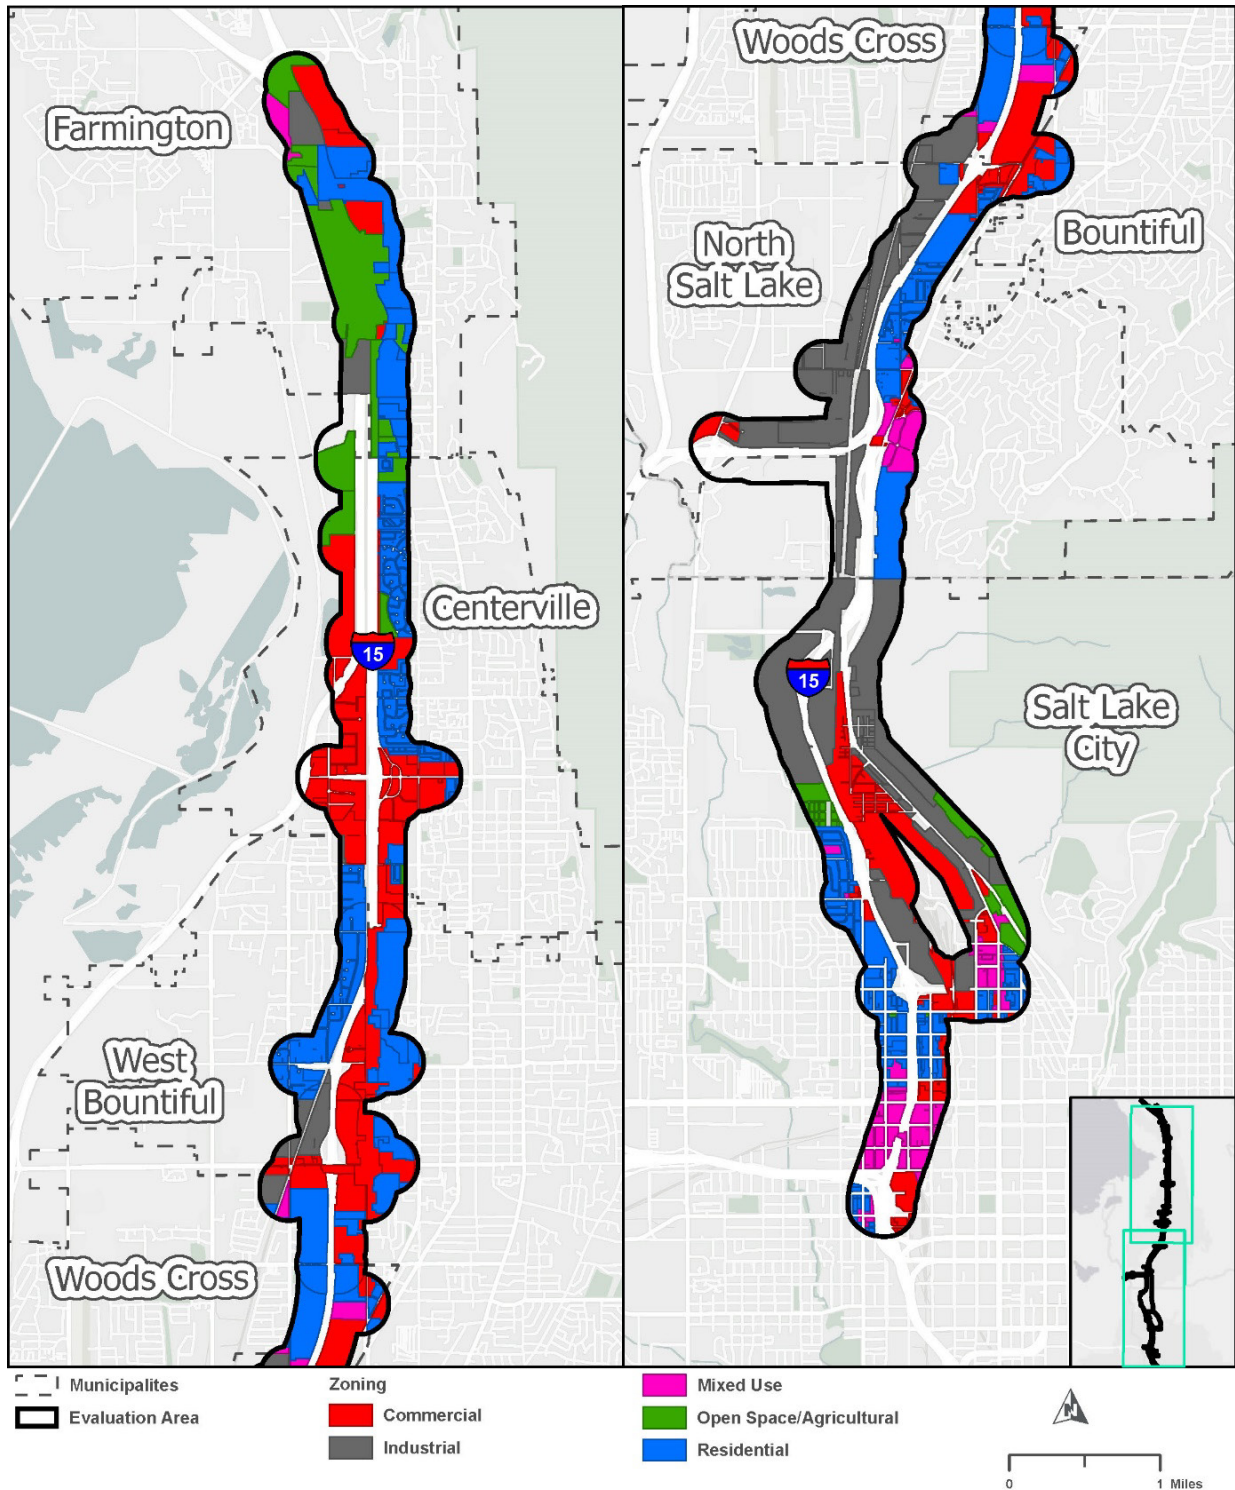 Farmington
15
Centerville
West
Bountiful
Woods Cross
Woods Cross
North
Salt Lake
Bountiful
15
Salt Lake
City
Municipalites
Evaluation Area
Zoning
Commercial
Industrial
Mixed Use
Open Space/Agricultural
Residential
N
0 1 Miles